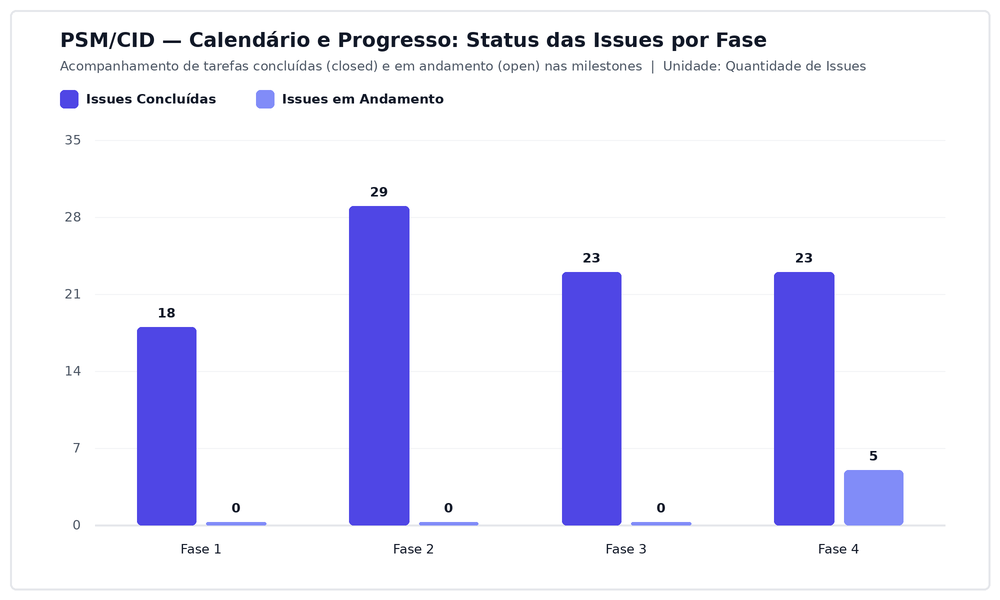 PSM/CID — Calendário e Progresso: Status das Issues por Fase
Acompanhamento de tarefas concluídas (closed) e em andamento (open) nas milestones | Unidade: Quantidade de Issues
Issues Concluídas
Issues em Andamento
35
28
21
14
7
0
18
0
29
0
23
0
23
5
Fase 1
Fase 2
Fase 3
Fase 4